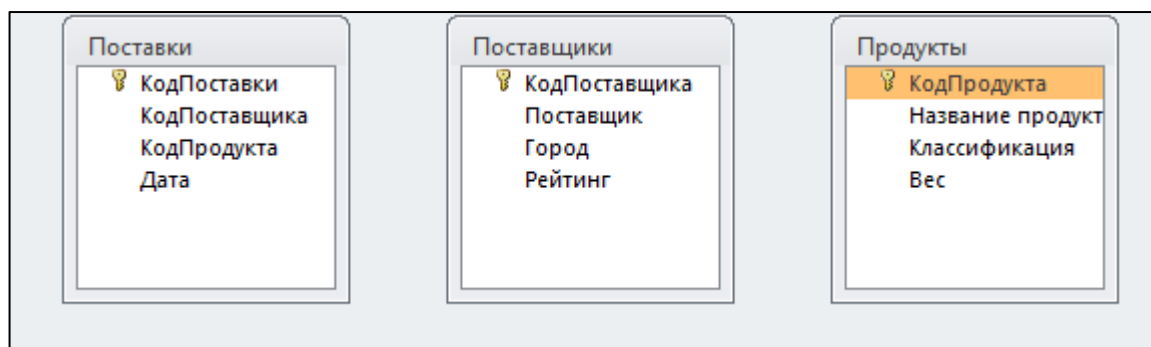 Поставки
КодПоставки
КодПоставщика
КодПродукта
Дата
Поставщики
КодПоставщика
Поставщик
Город
Рейтинг
Продукты
КодПродукта
Название продукт
Классификация
Вес